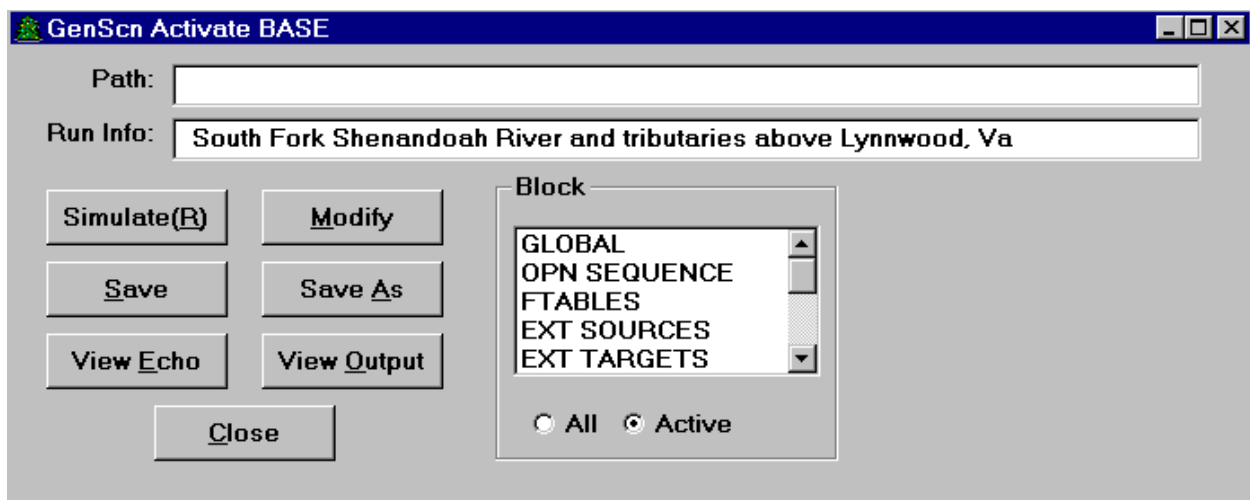 GenScn Activate BASE
Path:
Run Info: South Fork Shenandoah River and tributaries above Lynnwood, Va
Simulate(R) Modify
Save Save As
View Echo View Output
Close
Block
GLOBAL
OPN SEQUENCE
FTABLES
EXT SOURCES
EXT TARGETS
All Active